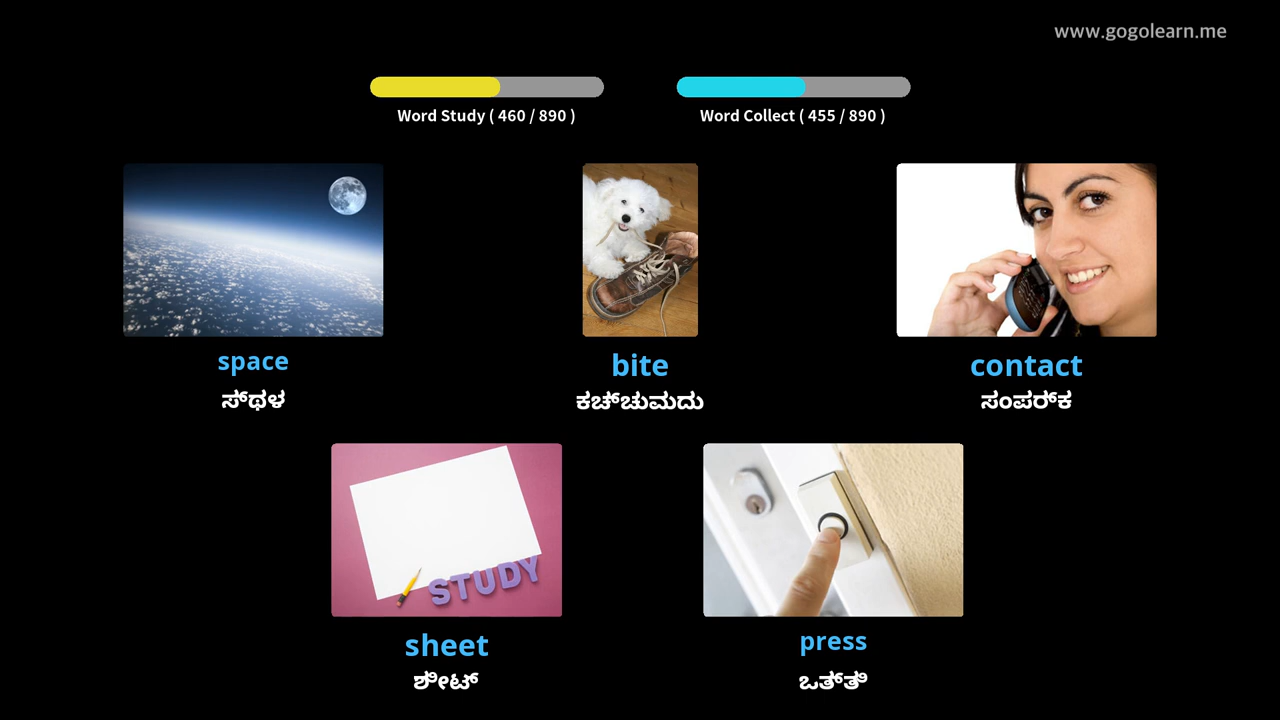 www.gogolearn.me
Word Study ( 460 / 890 )
Word Collect ( 455 / 890 )
space
bite
contact
ಸ್ಥಳ
ಕಚ್ಚುಮದು
ಸಂಪರ್ಕ
STUDY
sheet
press
ಶೀಟ್
ಒತ್ತಿ